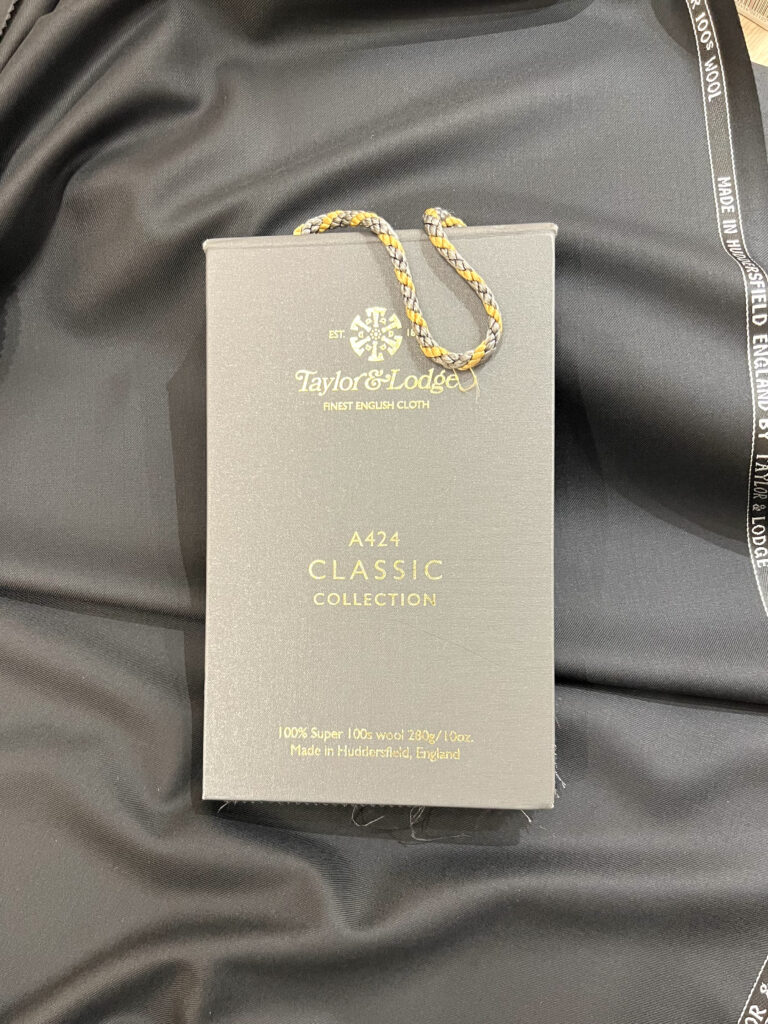 EST.
Taylor & Lodge
FINEST ENGLISH CLOTH
A424
CLASSIC
COLLECTION
100% Super 100s wool 280g/10oz.
Made in Huddersfield, England
100s WOOL MADE IN HUDDERSFIELD ENGLAND BY TAYLOR & LODGE